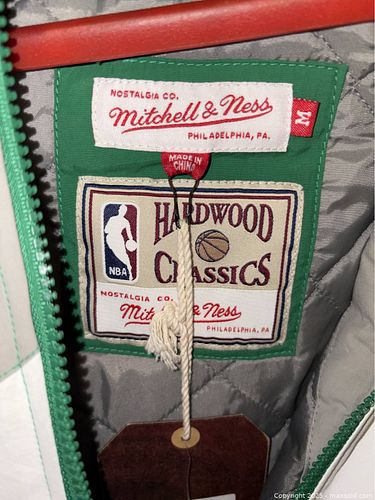 NOSTALGIA CO.
Mitchell & Ness
PHILADELPHIA, PA.
M
MADE IN
CHINA
HARDWOOD
CLASSICS
NBA
NOSTALGIA CO.
Mitchell & Ness
PHILADELPHIA, PA
Copyright 2025 - maxsold.com